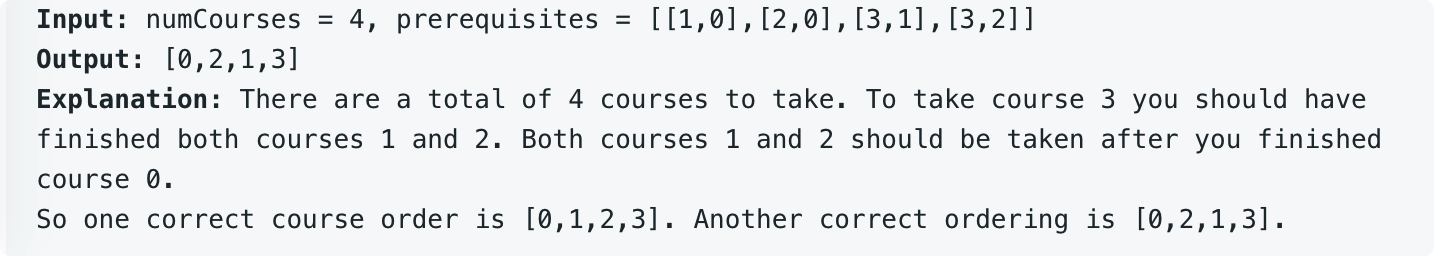 Input: numCourses = 4, prerequisites = [[1,0],[2,0],[3,1],[3,2]]
Output: [0,2,1,3]
Explanation: There are a total of 4 courses to take. To take course 3 you should have
finished both courses 1 and 2. Both courses 1 and 2 should be taken after you finished
course 0.
So one correct course order is [0,1,2,3]. Another correct ordering is [0,2,1,3].